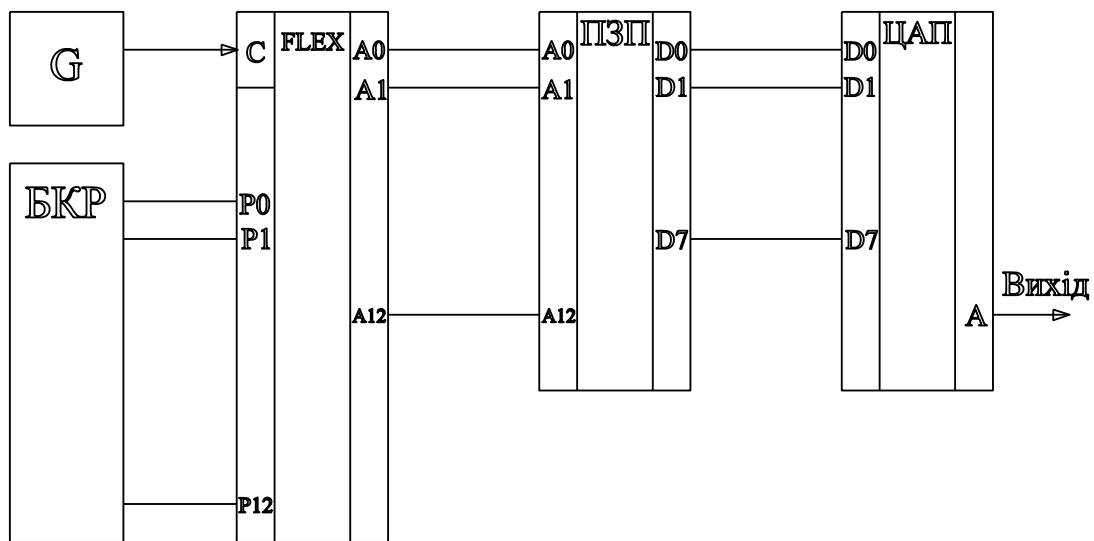 G
C FLEX A0
A1
БКР
P0
P1
P12
A12
A0 ПЗП D0
A1 D1
D7
A12
D0 ЦАП
D1
D7
A
Вихід